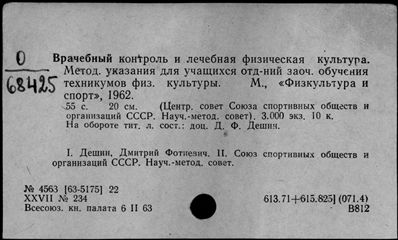 О
68425
Врачебный контроль и лечебная физическая культура.
Метод. указания для учащихся отд-ний заоч. обучения
техникумов физ. культуры. М., «Физкультура и
спорт», 1962.
55 с. 20 см. (Центр. совет Союза спортивных обществ и
организаций СССР. Науч.-метод. совет). 3.000 экз. 10 к.
На обороте тит. л. сост.: доц. Д. Ф. Дешин.
I. Дешин, Дмитрий Фотиевич. II. Союз спортивных обществ и
организаций СССР. Науч.-метод. совет.
№ 4563 [63-5175] 22
XXVII № 234
Всесоюз. кн. палата 6 II 63
613.71+615.825] (071.4)
В812